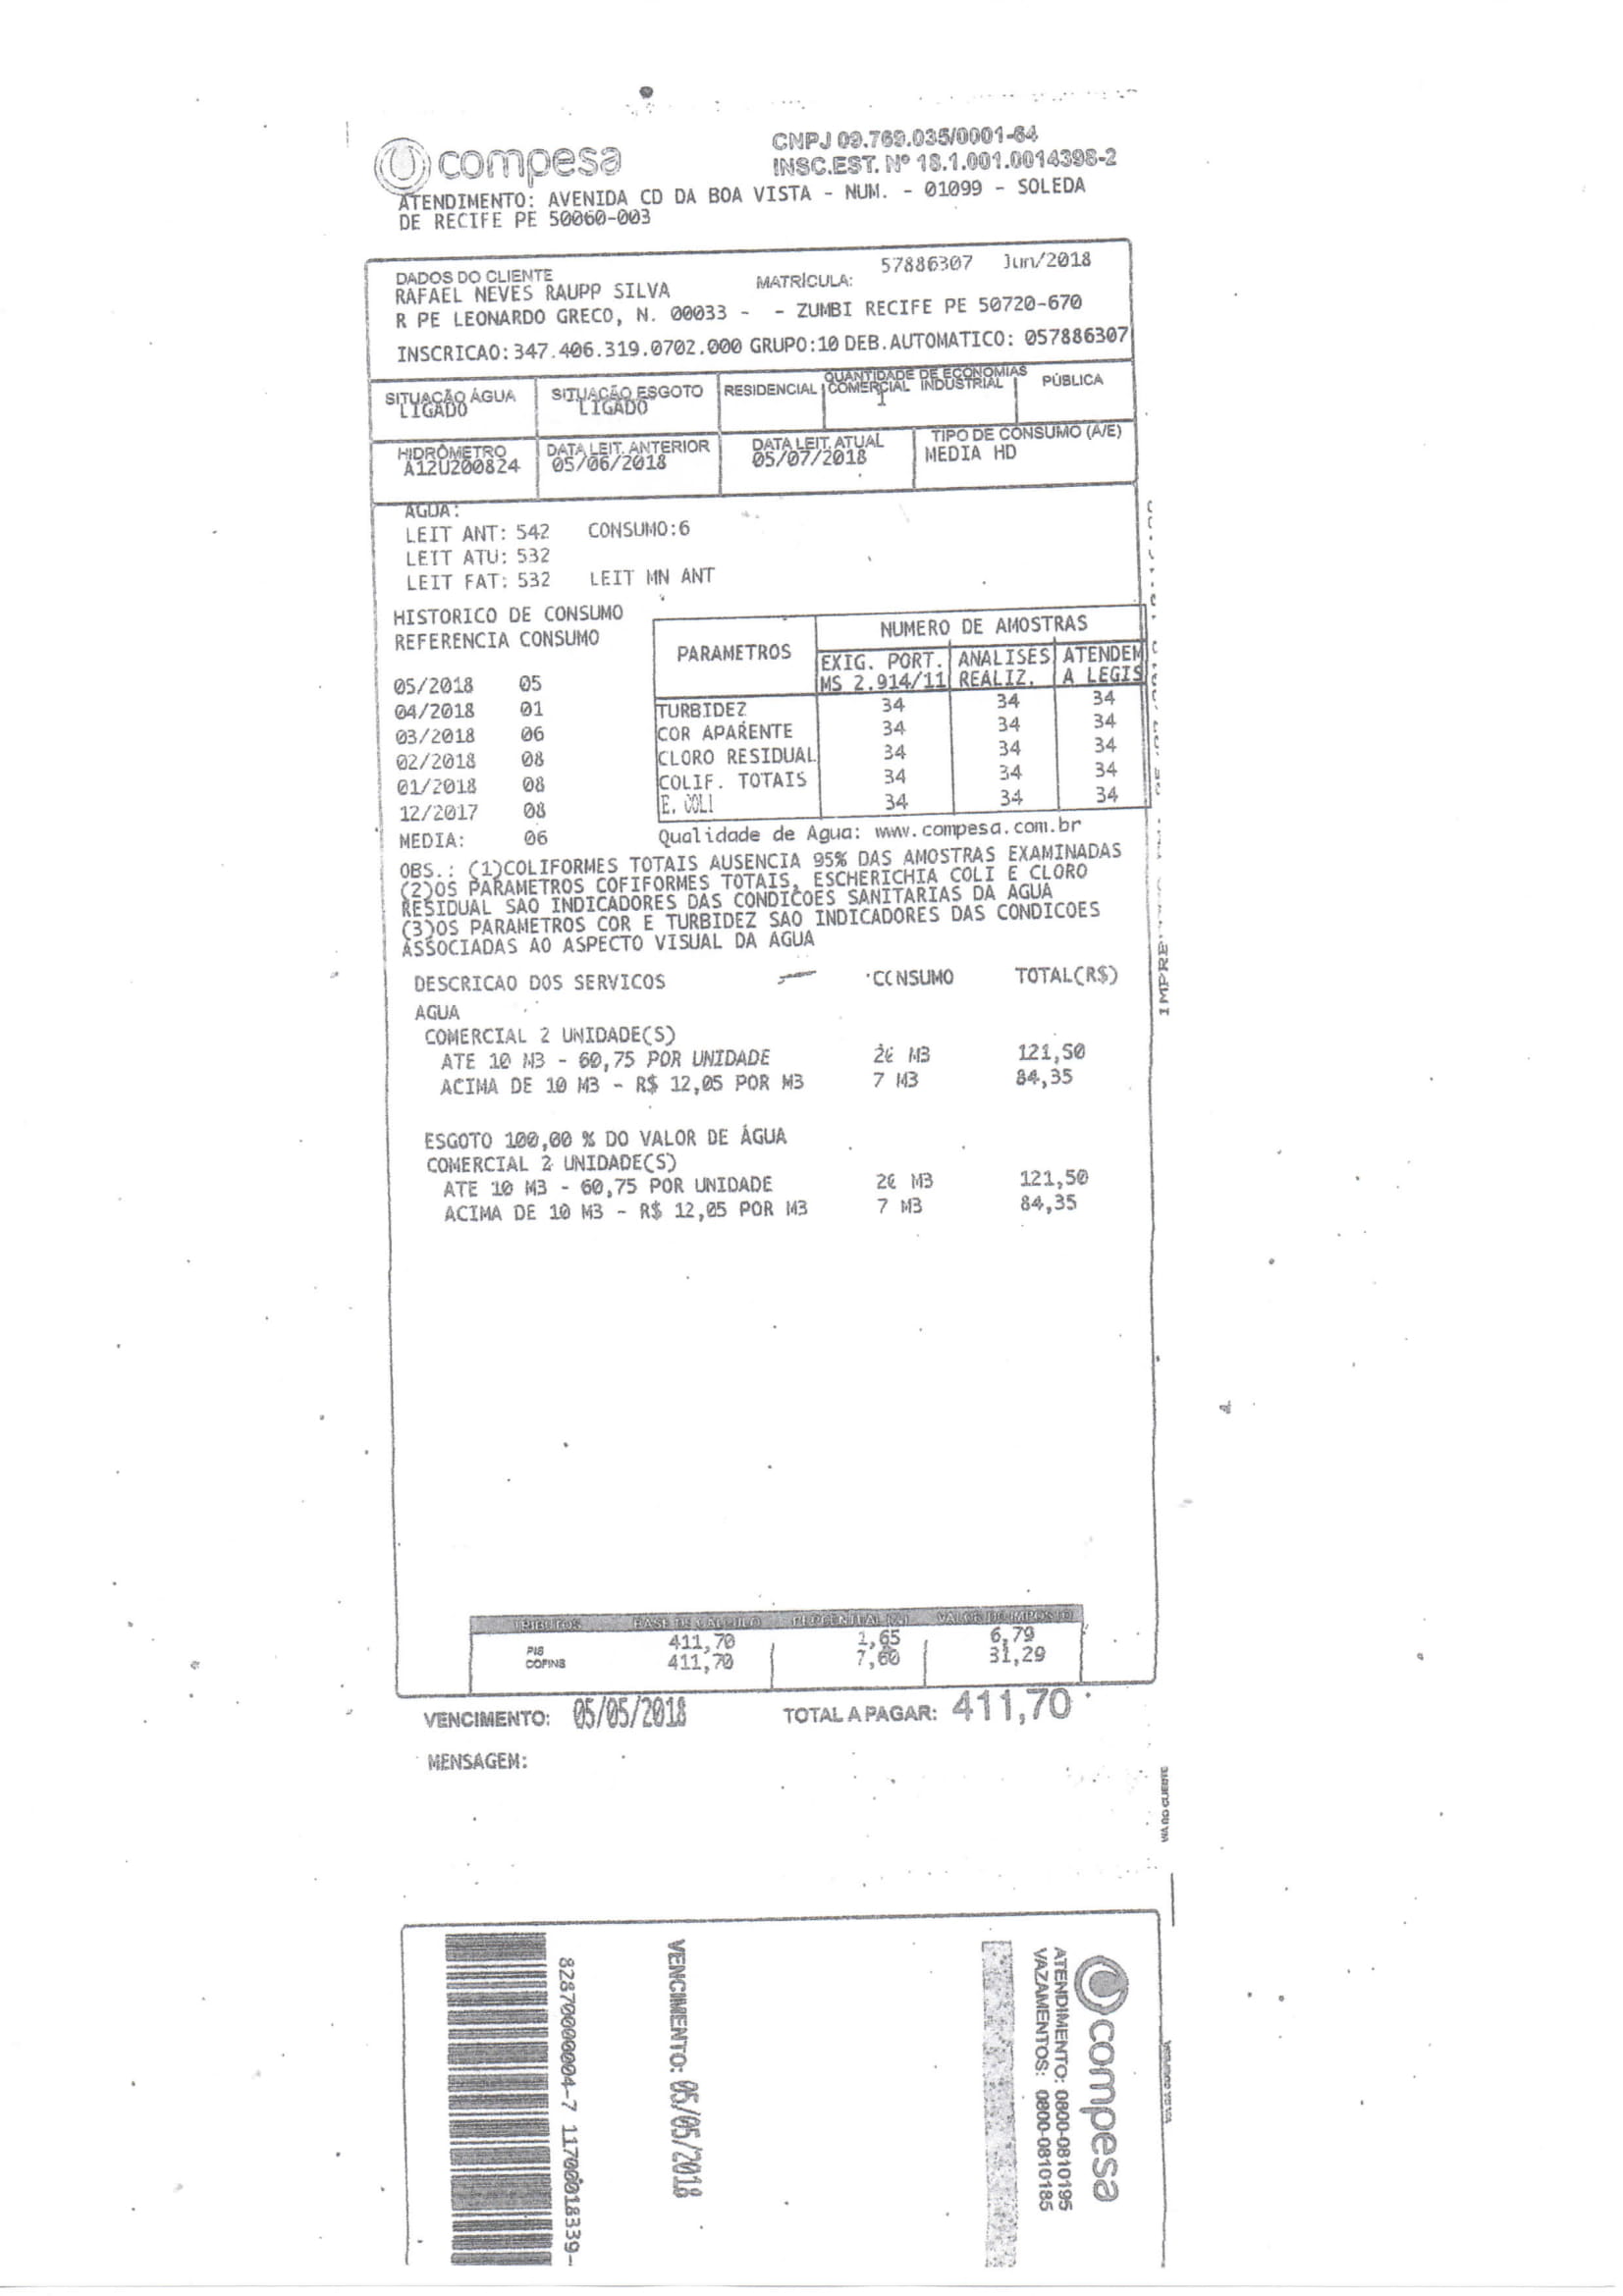 compesa
CNPJ 09.769.035/0001-64
INSC.EST. Nº 18.1.001.0014398-2
ATENDIMENTO: AVENIDA CD DA BOA VISTA - NUM. - 01099 - SOLEDA
DE RECIFE PE 50060-003
DADOS DO CLIENTE
MATRÍCULA: 57886307 Jun/2018
RAFAEL NEVES RAUPP SILVA
R PE LEONARDO GRECO, N. 00033 - - ZUMBI RECIFE PE 50720-670
INSCRICAO:347.406.319.0702.000 GRUPO:10 DEB.AUTOMATICO: 057886307
SITUAÇÃO ÁGUA SITUAÇÃO ESGOTO RESIDENCIAL QUANTIDADE DE ECONOMIAS COMERCIAL INDUSTRIAL PÚBLICA
LIGADO LIGADO 1
HIDRÔMETRO DATA LEIT. ANTERIOR DATA LEIT. ATUAL TIPO DE CONSUMO (A/E)
A12U200824 05/06/2018 05/07/2018 MEDIA HD
AGUA:
LEIT ANT: 542 CONSUMO:6
LEIT ATU: 532
LEIT FAT: 532 LEIT MN ANT
HISTORICO DE CONSUMO
REFERENCIA CONSUMO
05/2018 05
04/2018 01
03/2018 06
02/2018 08
01/2018 08
12/2017 08
MEDIA: 06
PARAMETROS NUMERO DE AMOSTRAS
EXIG. PORT. ANALISES ATENDEM
MS 2.914/11 REALIZ. A LEGIS
TURBIDEZ 34 34 34
COR APARENTE 34 34 34
CLORO RESIDUAL 34 34 34
COLIF. TOTAIS 34 34 34
E. COLI 34 34 34
Qualidade de Agua: www.compesa.com.br
OBS.: (1)COLIFORMES TOTAIS AUSENCIA 95% DAS AMOSTRAS EXAMINADAS
(2)OS PARAMETROS COFIFORMES TOTAIS, ESCHERICHIA COLI E CLORO
RESIDUAL SAO INDICADORES DAS CONDICOES SANITARIAS DA AGUA
(3)OS PARAMETROS COR E TURBIDEZ SAO INDICADORES DAS CONDICOES
ASSOCIADAS AO ASPECTO VISUAL DA AGUA
DESCRICAO DOS SERVICOS CONSUMO TOTAL(R$)
AGUA
COMERCIAL 2 UNIDADE(S)
ATE 10 M3 - 60,75 POR UNIDADE M3 121,50
ACIMA DE 10 M3 - R$ 12,05 POR M3 7 M3 84,35
ESGOTO 100,00 % DO VALOR DE ÁGUA
COMERCIAL 2 UNIDADE(S)
ATE 10 M3 - 60,75 POR UNIDADE M3 121,50
ACIMA DE 10 M3 - R$ 12,05 POR M3 7 M3 84,35
TRIBUTOS BASE DE CÁLCULO PERCENTUAL (%) VALOR DO IMPOSTO
PIS 411,70 1,65 6,79
COFINS 411,70 7,60 31,29
VENCIMENTO: 05/05/2018 TOTAL A PAGAR: 411,70
MENSAGEM:
VIA DO CLIENTE
compesa
ATENDIMENTO: 0800-0810195
VAZAMENTOS: 0800-0810185
VENCIMENTO: 05/05/2018
82870000004-7 11700018339-